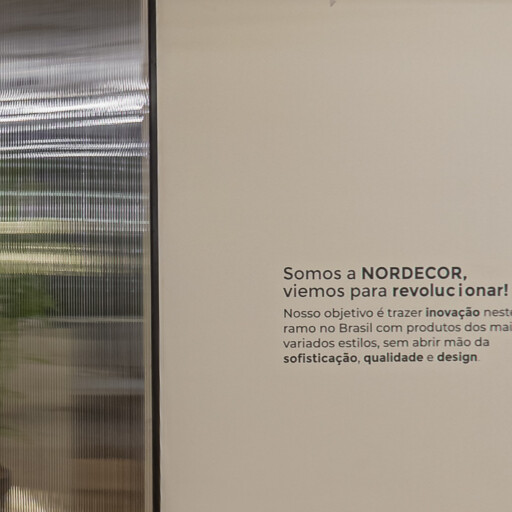 Somos a NORDECOR,
viemos para revolucionar!
Nosso objetivo é trazer inovação neste
ramo no Brasil com produtos dos mai
variados estilos, sem abrir mão da
sofisticação, qualidade e design.